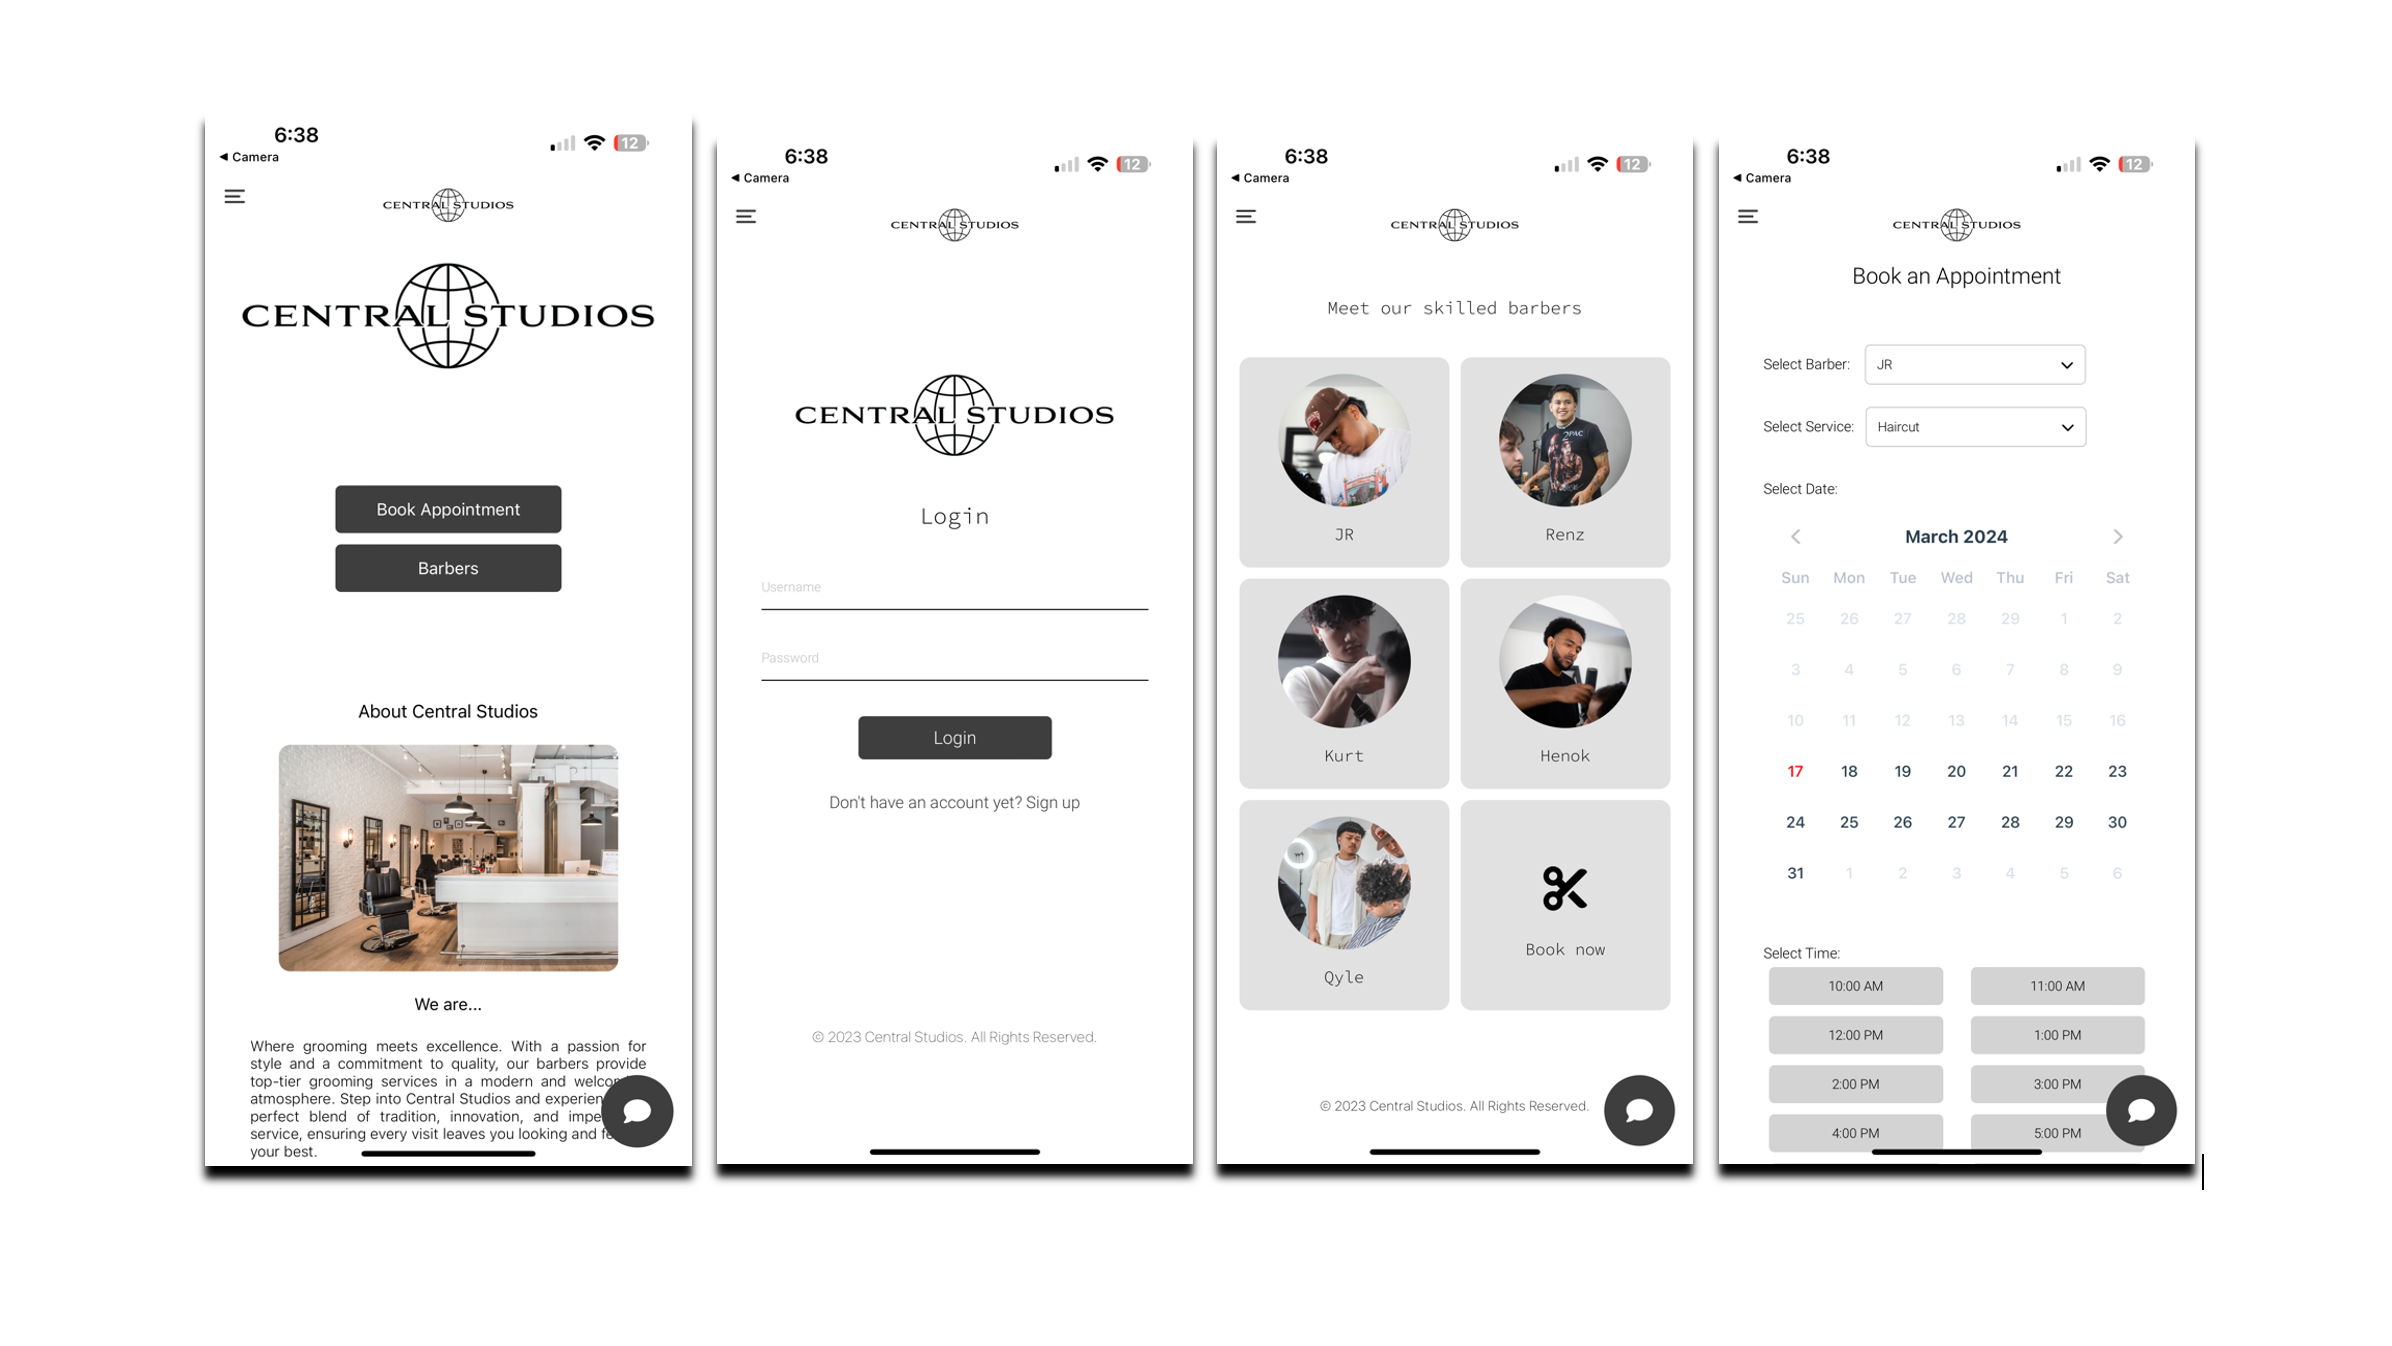 6:38
12
◄ Camera
CENTRAL STUDIOS
CENTRAL STUDIOS
Book Appointment
Barbers
About Central Studios
We are...
Where grooming meets excellence. With a passion for
style and a commitment to quality, our barbers provide
top-tier grooming services in a modern and
atmosphere. Step into Central Studios and
perfect blend of tradition, innovation, and
service, ensuring every visit leaves you looking and
your best.
6:38
12
◄ Camera
CENTRAL STUDIOS
CENTRAL STUDIOS
Login
Username
Password
Login
Don't have an account yet? Sign up
© 2023 Central Studios. All Rights Reserved.
6:38
12
◄ Camera
CENTRAL STUDIOS
Meet our skilled barbers
2PAC
JR
Renz
Kurt
Henok
Qyle
Book now
© 2023 Central Studios. All Rights Reserved.
6:38
12
◄ Camera
CENTRAL STUDIOS
Book an Appointment
Select Barber: JR
Select Service: Haircut
Select Date:
March 2024
Sun Mon Tue Wed Thu Fri Sat
25 26 27 28 29 1 2
3 4 5 6 7 8 9
10 11 12 13 14 15 16
17 18 19 20 21 22 23
24 25 26 27 28 29 30
31 1 2 3 4 5 6
Select Time:
10:00 AM 11:00 AM
12:00 PM 1:00 PM
2:00 PM 3:00 PM
4:00 PM 5:00 PM